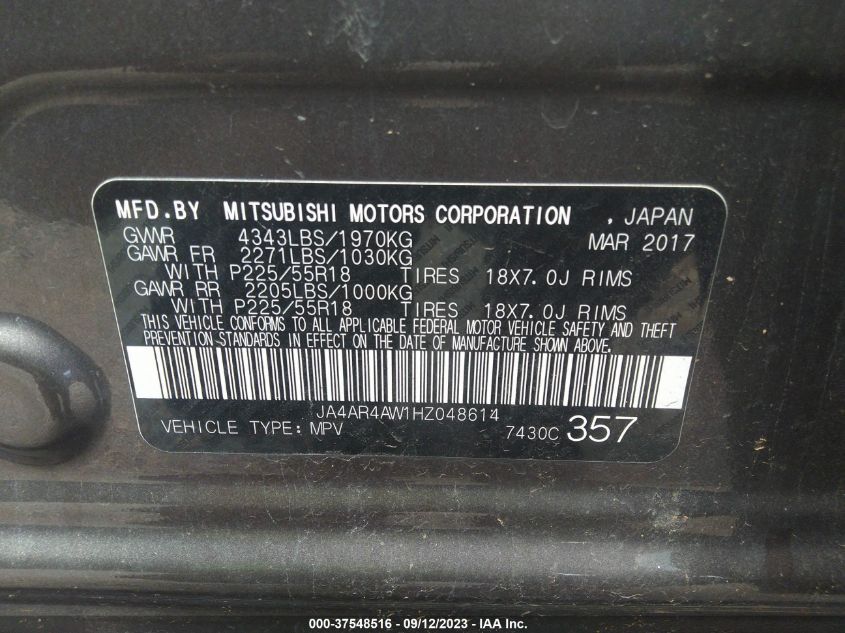 MFD.BY MITSUBISHI MOTORS CORPORATION , JAPAN
GVWR 4343LBS/1970KG MAR 2017
GAWR FR 2271LBS/1030KG
WITH P225/55R18 TIRES 18X7.0J RIMS
GAWR RR 2205LBS/1000KG
WITH P225/55R18 TIRES 18X7.0J RIMS
THIS VEHICLE CONFORMS TO ALL APPLICABLE FEDERAL MOTOR VEHICLE SAFETY AND THEFT
PREVENTION-STANDARDS IN EFFECT ON THE DATE OF MANUFACTURE SHOWN ABOVE.
JA4AR4AW1HZ048614
VEHICLE TYPE: MPV 7430C 357
000-37548516 - 09/12/2023 - IAA Inc.